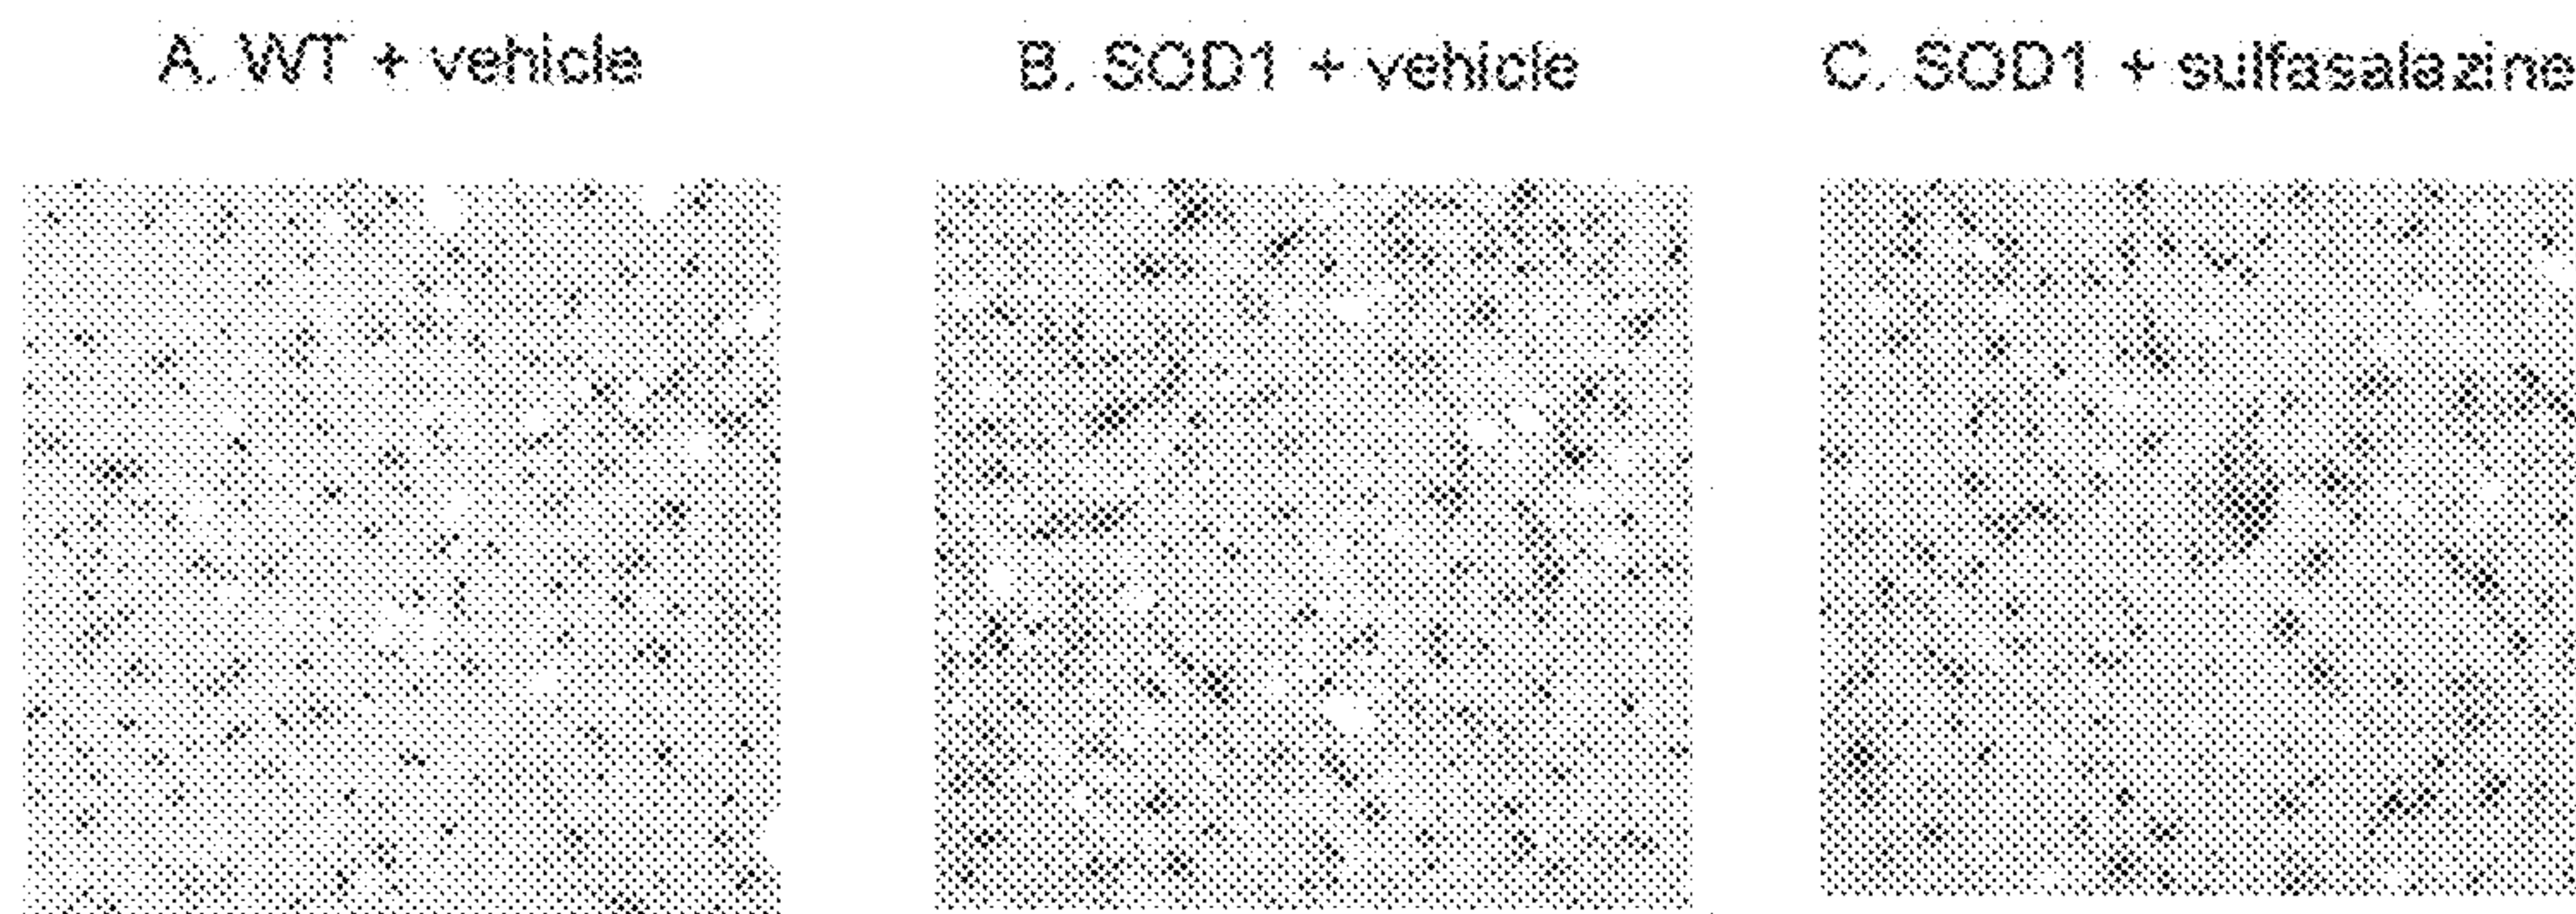 A. WT + vehicle
B. SOD1 + vehicle
C. SOD1 + sulfasalazine